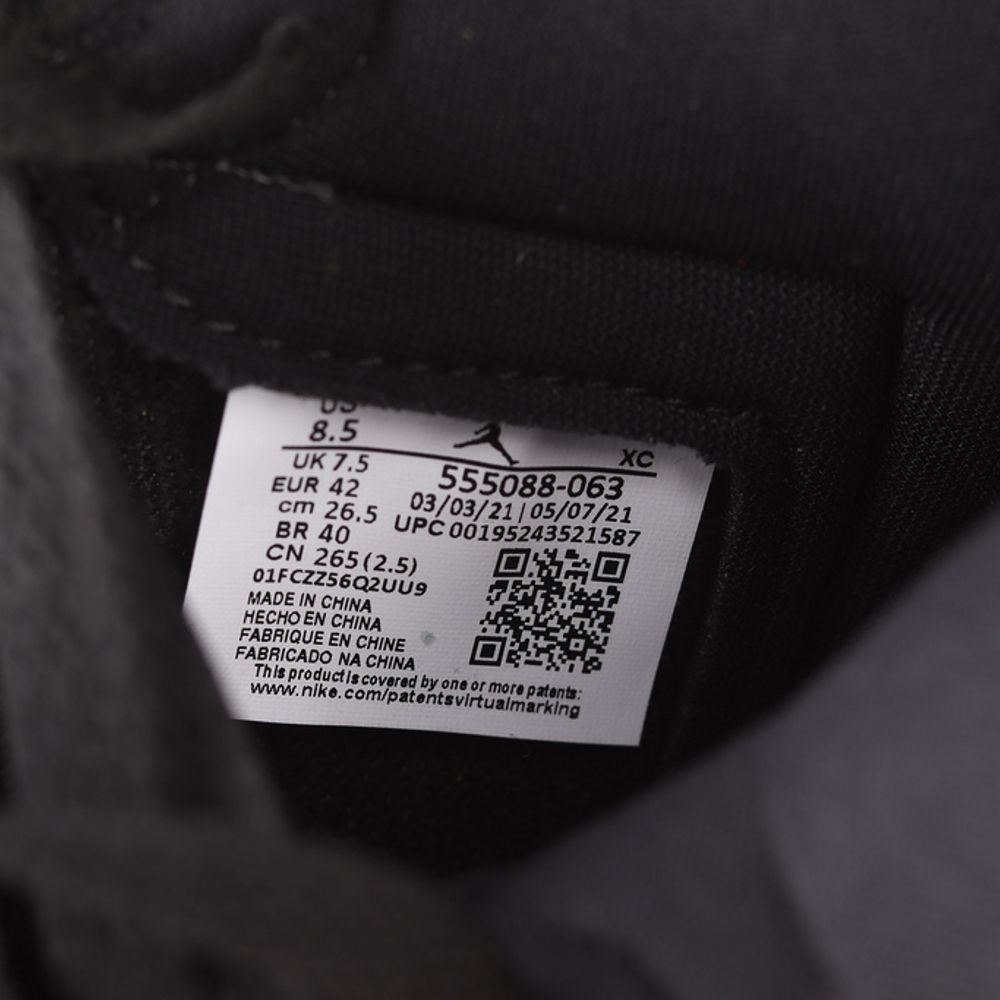 US
8.5
XC
UK 7.5
555088-063
EUR 42
03/03/21 | 05/07/21
cm 26.5
UPC 00195243521587
BR 40
CN 265(2.5)
01FCZZ56Q2UU9
MADE IN CHINA
HECHO EN CHINA
FABRIQUE EN CHINE
FABRICADO NA CHINA
This product is covered by one or more patents:
www.nike.com/patentsvirtualmarking